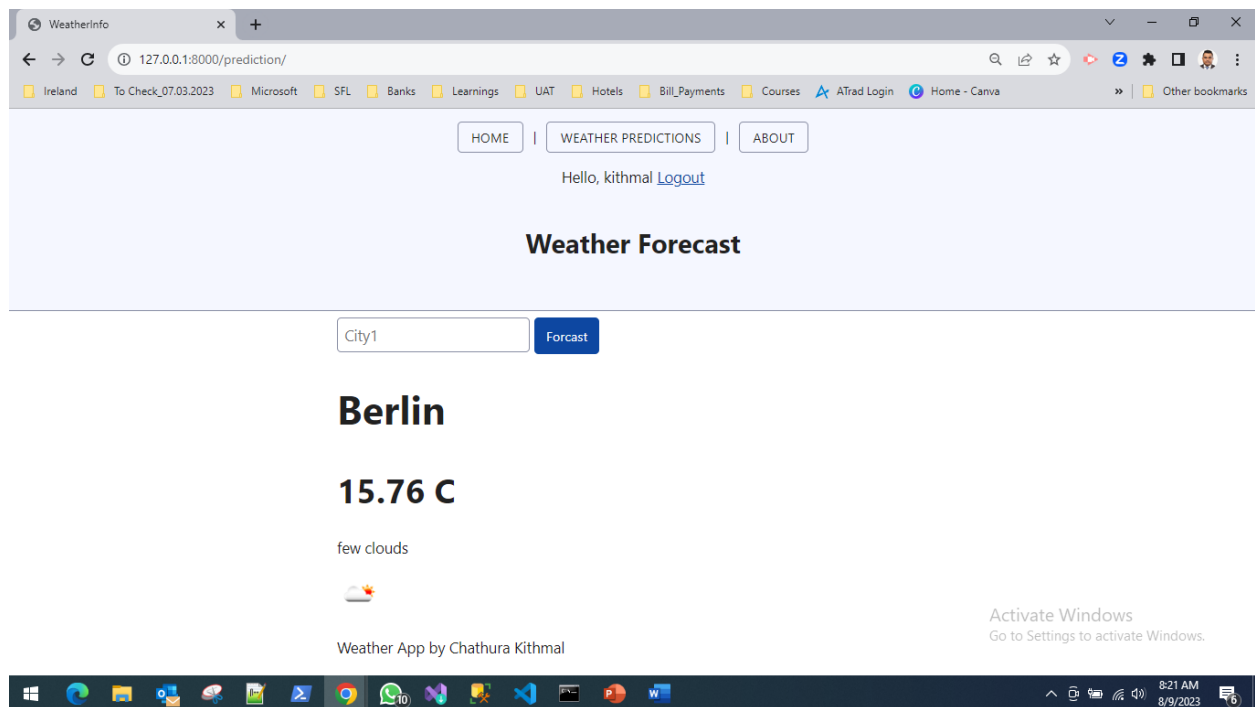 WeatherInfo
127.0.0.1:8000/prediction/
Ireland To Check_07.03.2023 Microsoft SFL Banks Learnings UAT Hotels Bill_Payments Courses ATrad Login Home - Canva » Other bookmarks
HOME | WEATHER PREDICTIONS | ABOUT
Hello, kithmal Logout
Weather Forecast
City1 Forcast
Berlin
15.76 C
few clouds
Activate Windows
Go to Settings to activate Windows.
Weather App by Chathura Kithmal
8:21 AM
8/9/2023